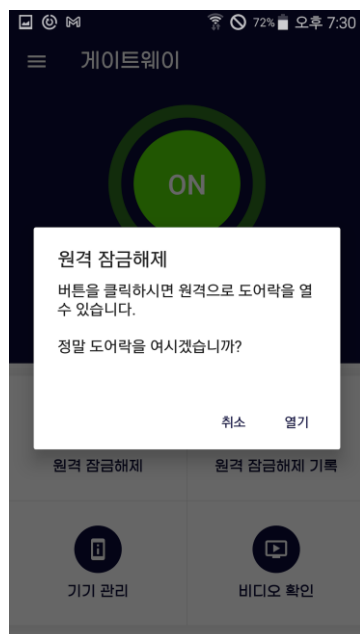 72% 오후 7:30
게이트웨이
ON
원격 잠금해제
버튼을 클릭하시면 원격으로 도어락을 열
수 있습니다.
정말 도어락을 여시겠습니까?
취소 열기
원격 잠금해제 원격 잠금해제 기록
기기 관리 비디오 확인